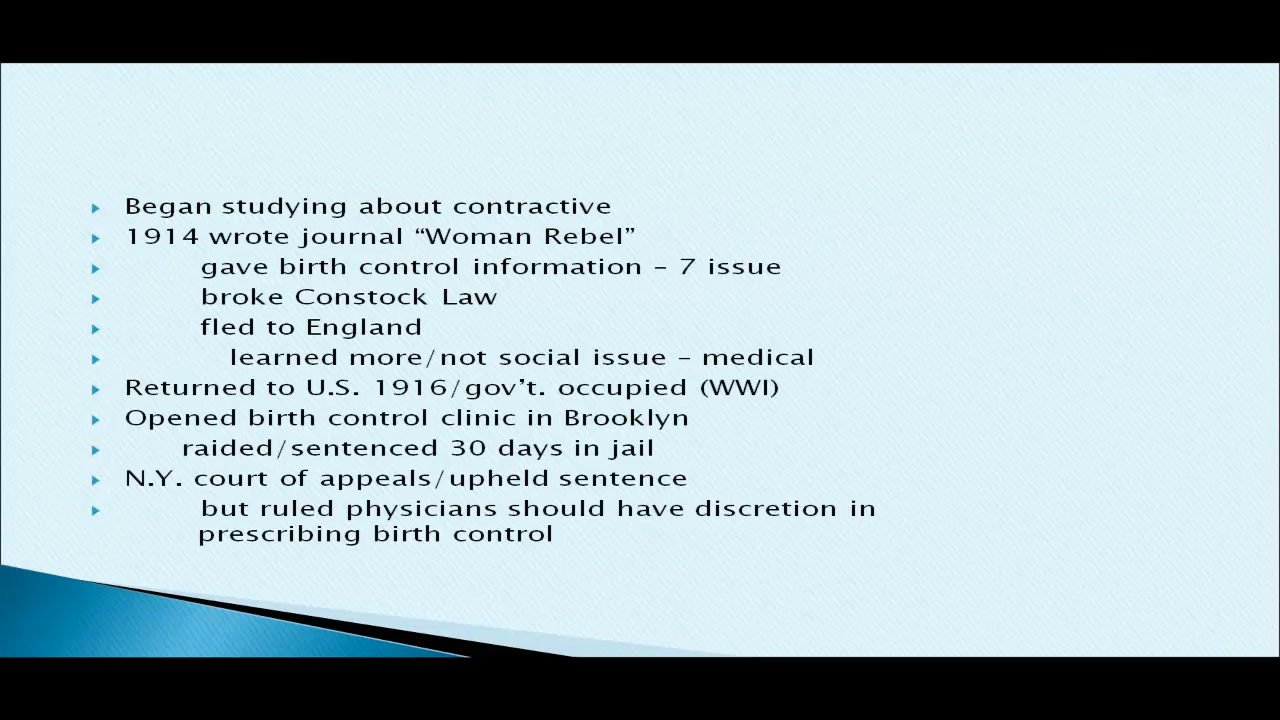 Began studying about contractive
1914 wrote journal “Woman Rebel”
gave birth control information – 7 issue
broke Constock Law
fled to England
learned more/not social issue – medical
Returned to U.S. 1916/gov’t. occupied (WWI)
Opened birth control clinic in Brooklyn
raided/sentenced 30 days in jail
N.Y. court of appeals/upheld sentence
but ruled physicians should have discretion in
prescribing birth control